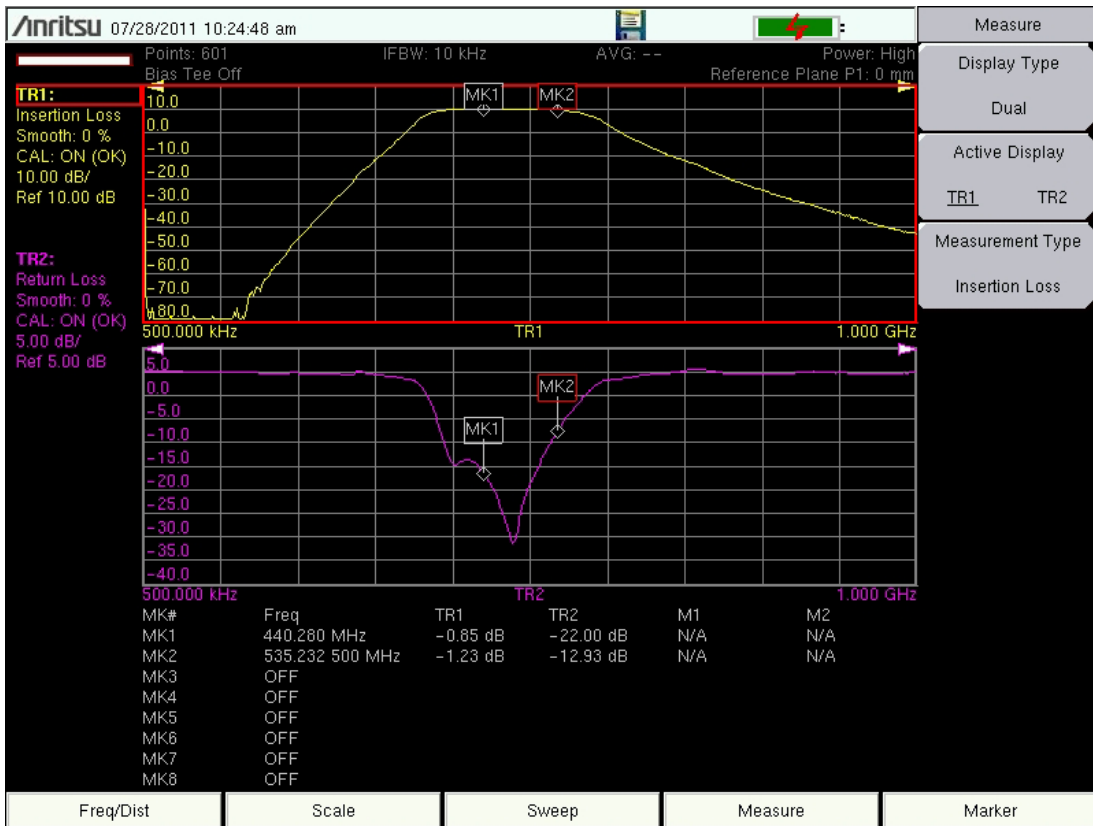 Anritsu 07/28/2011 10:24:48 am
Points: 601 IFBW: 10 kHz AVG: -- Power: High
Bias Tee Off Reference Plane P1: 0 mm
TR1:
Insertion Loss
Smooth: 0 %
CAL: ON (OK)
10.00 dB/
Ref 10.00 dB
TR2:
Return Loss
Smooth: 0 %
CAL: ON (OK)
5.00 dB/
Ref 5.00 dB
10.0
0.0
-10.0
-20.0
-30.0
-40.0
-50.0
-60.0
-70.0
-80.0
MK1 MK2
500.000 kHz TR1 1.000 GHz
5.0
0.0
-5.0
-10.0
-15.0
-20.0
-25.0
-30.0
-35.0
-40.0
MK2
MK1
500.000 kHz TR2 1.000 GHz
MK# Freq TR1 TR2 M1 M2
MK1 440.280 MHz -0.85 dB -22.00 dB N/A N/A
MK2 535.232 500 MHz -1.23 dB -12.93 dB N/A N/A
MK3 OFF
MK4 OFF
MK5 OFF
MK6 OFF
MK7 OFF
MK8 OFF
Measure
Display Type
Dual
Active Display
TR1 TR2
Measurement Type
Insertion Loss
Freq/Dist Scale Sweep Measure Marker